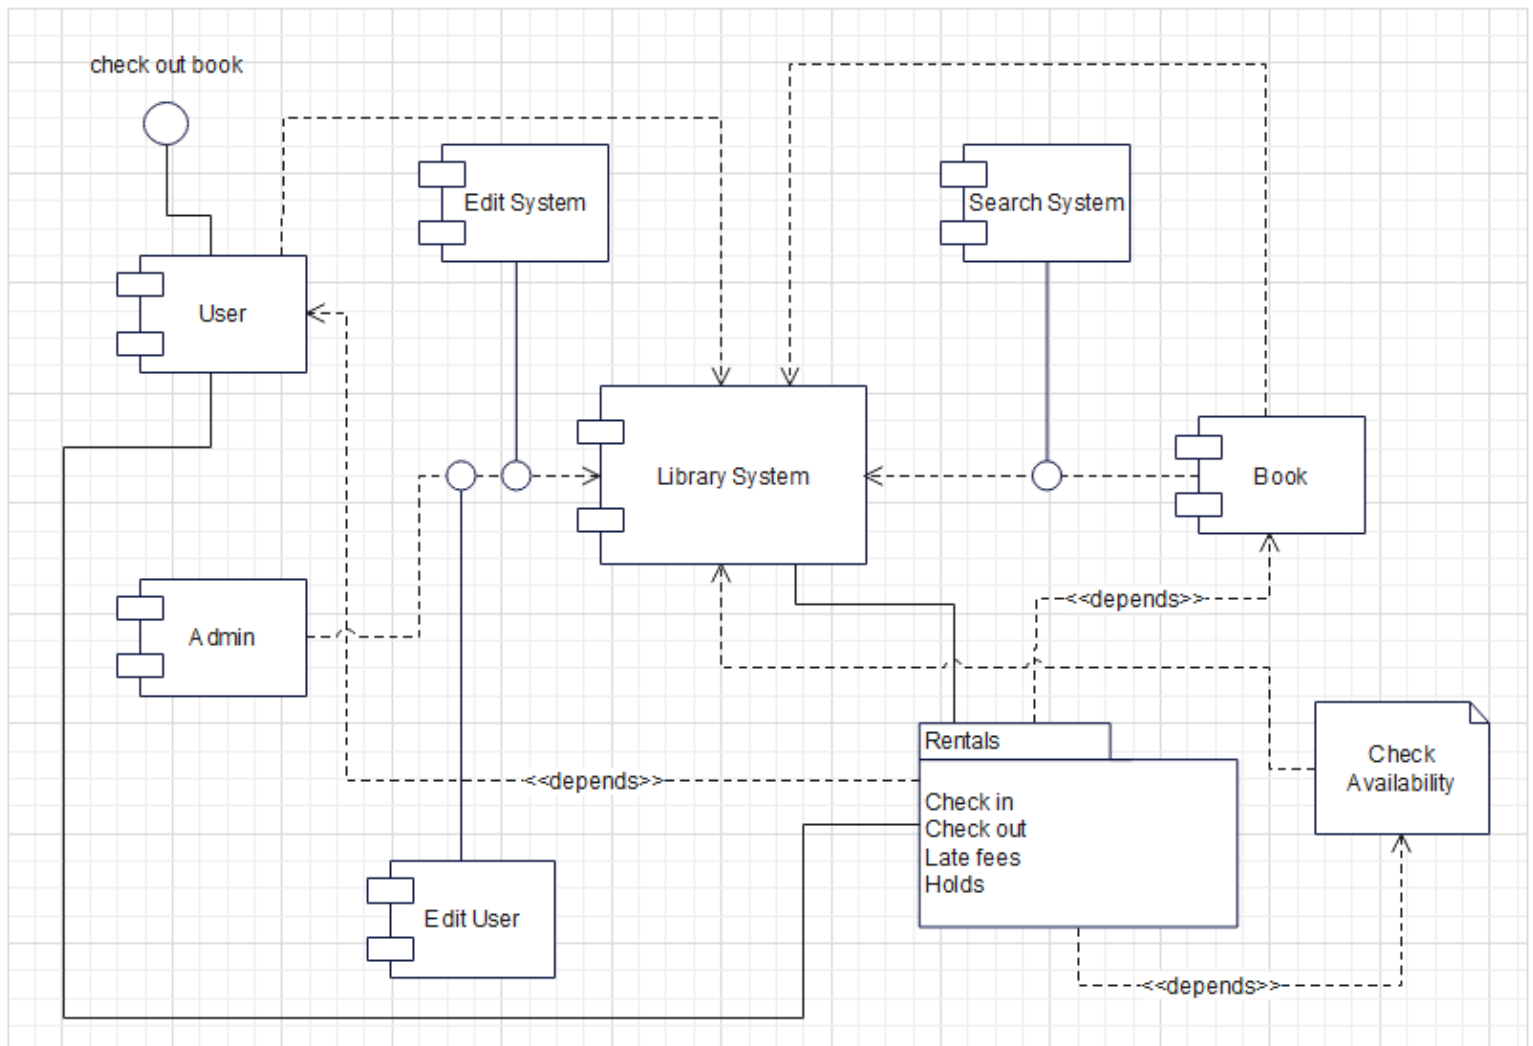 check out book
Edit System
Search System
User
Library System
Book
<<depends>>
Admin
Rentals
Check
Availability
<<depends>>
Check in
Check out
Late fees
Holds
Edit User
<<depends>>